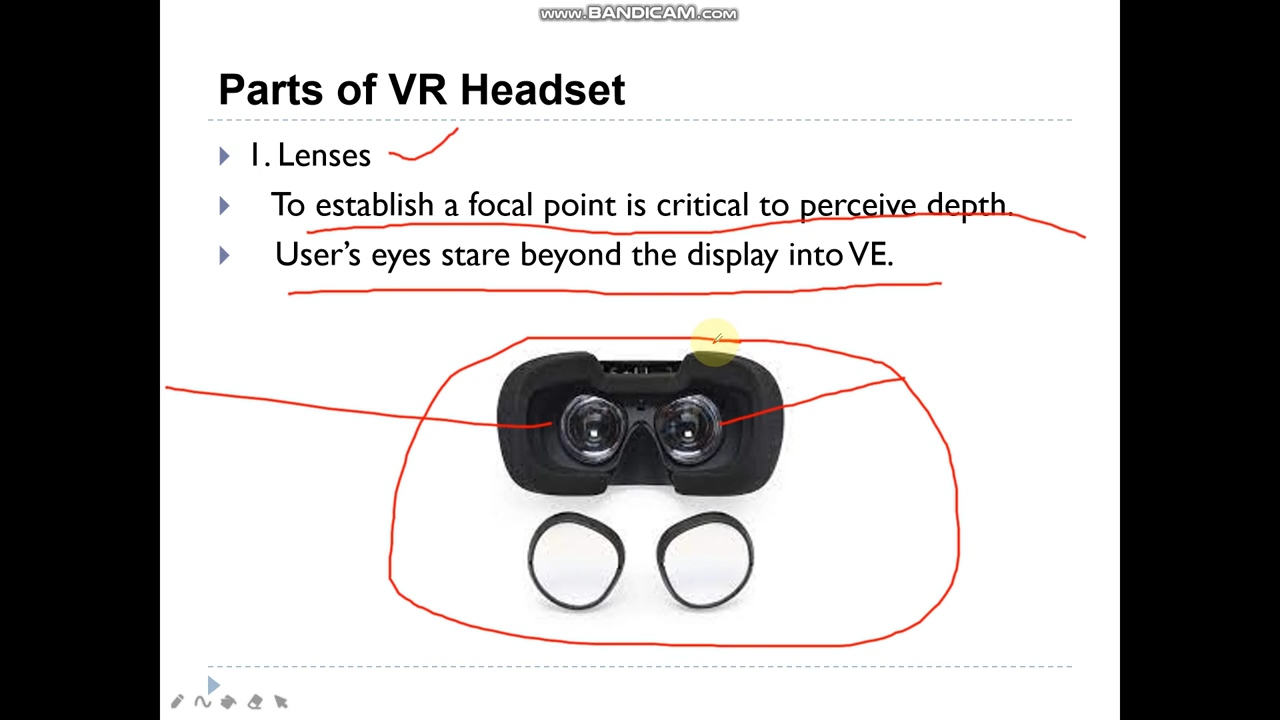 www.BANDICAM.com
Parts of VR Headset
1. Lenses
To establish a focal point is critical to perceive depth.
User’s eyes stare beyond the display into VE.